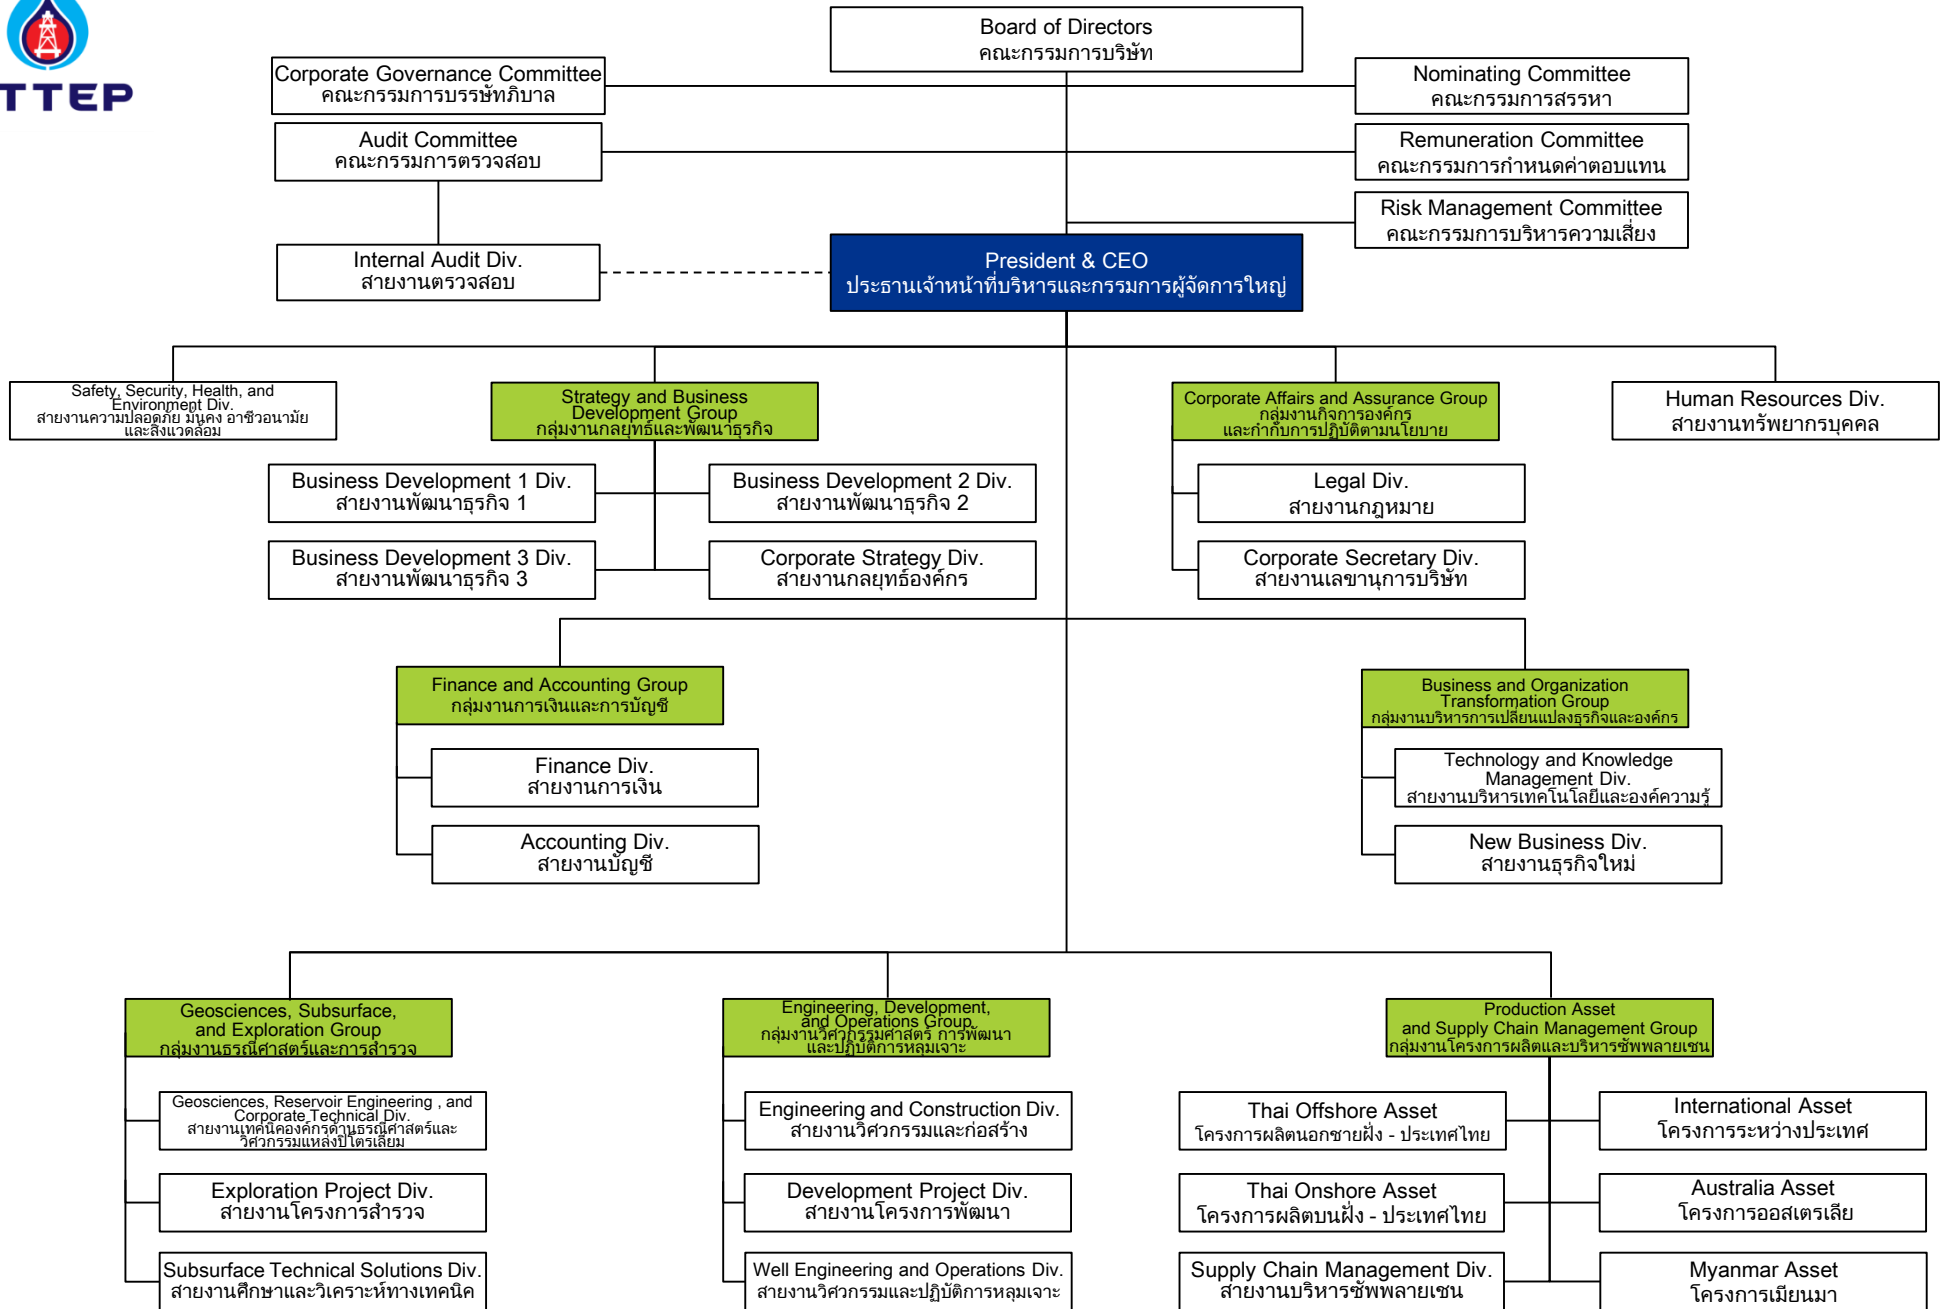 TTEP
Board of Directors
คณะกรรมการบริษัท
Corporate Governance Committee
คณะกรรมการบรรษัทภิบาล
Nominating Committee
คณะกรรมการสรรหา
Audit Committee
คณะกรรมการตรวจสอบ
Remuneration Committee
คณะกรรมการกำหนดค่าตอบแทน
Risk Management Committee
คณะกรรมการบริหารความเสี่ยง
Internal Audit Div.
สายงานตรวจสอบ
President & CEO
ประธานเจ้าหน้าที่บริหารและกรรมการผู้จัดการใหญ่
Safety, Security, Health, and
Environment Div.
สายงานความปลอดภัย มั่นคง อาชีวอนามัย
และสิ่งแวดล้อม
Strategy and Business
Development Group
กลุ่มงานกลยุทธ์และพัฒนาธุรกิจ
Corporate Affairs and Assurance Group
กลุ่มงานกิจการองค์กร
และกำกับการปฏิบัติตามนโยบาย
Human Resources Div.
สายงานทรัพยากรบุคคล
Business Development 1 Div.
สายงานพัฒนาธุรกิจ 1
Business Development 2 Div.
สายงานพัฒนาธุรกิจ 2
Legal Div.
สายงานกฎหมาย
Business Development 3 Div.
สายงานพัฒนาธุรกิจ 3
Corporate Strategy Div.
สายงานกลยุทธ์องค์กร
Corporate Secretary Div.
สายงานเลขานุการบริษัท
Finance and Accounting Group
กลุ่มงานการเงินและการบัญชี
Business and Organization
Transformation Group
กลุ่มงานบริหารการเปลี่ยนแปลงธุรกิจและองค์กร
Finance Div.
สายงานการเงิน
Technology and Knowledge
Management Div.
สายงานบริหารเทคโนโลยีและองค์ความรู้
Accounting Div.
สายงานบัญชี
New Business Div.
สายงานธุรกิจใหม่
Geosciences, Subsurface,
and Exploration Group
กลุ่มงานธรณีศาสตร์และการสำรวจ
Engineering, Development,
and Operations Group
กลุ่มงานวิศวกรรมศาสตร์ การพัฒนา
และปฏิบัติการหลุมเจาะ
Production Asset
and Supply Chain Management Group
กลุ่มงานโครงการผลิตและบริหารซัพพลายเชน
Geosciences, Reservoir Engineering , and
Corporate Technical Div.
สายงานเทคนิคองค์กรด้านธรณีศาสตร์และ
วิศวกรรมแหล่งปิโตรเลียม
Engineering and Construction Div.
สายงานวิศวกรรมและก่อสร้าง
Thai Offshore Asset
โครงการผลิตนอกชายฝั่ง - ประเทศไทย
International Asset
โครงการระหว่างประเทศ
Exploration Project Div.
สายงานโครงการสำรวจ
Development Project Div.
สายงานโครงการพัฒนา
Thai Onshore Asset
โครงการผลิตบนฝั่ง - ประเทศไทย
Australia Asset
โครงการออสเตรเลีย
Subsurface Technical Solutions Div.
สายงานศึกษาและวิเคราะห์ทางเทคนิค
Well Engineering and Operations Div.
สายงานวิศวกรรมและปฏิบัติการหลุมเจาะ
Supply Chain Management Div.
สายงานบริหารซัพพลายเชน
Myanmar Asset
โครงการเมียนมา